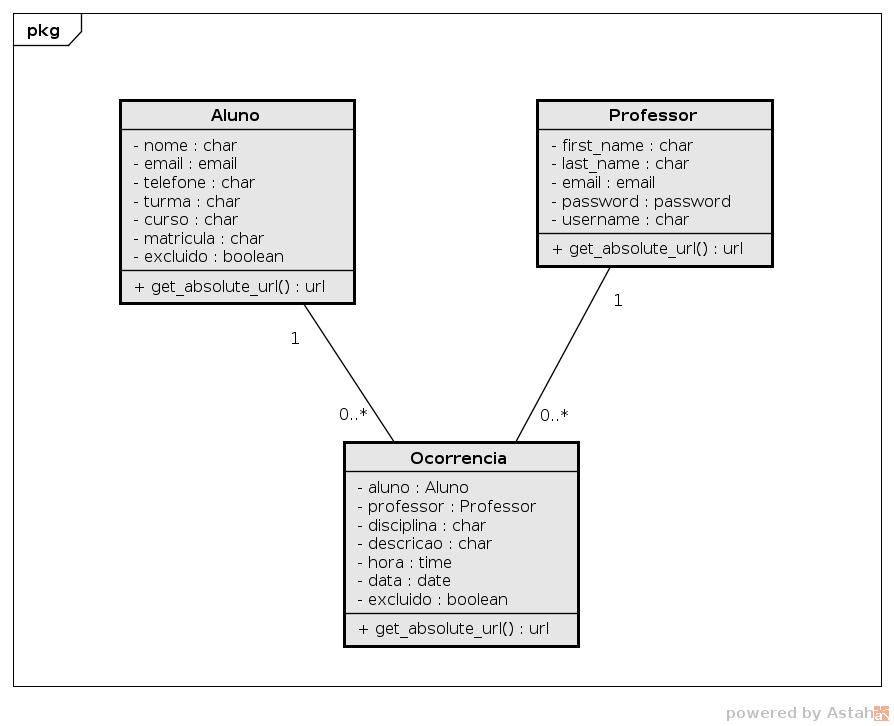 pkg
Aluno
- nome : char
- email : email
- telefone : char
- turma : char
- curso : char
- matricula : char
- excluido : boolean
+ get_absolute_url() : url
Professor
- first_name : char
- last_name : char
- email : email
- password : password
- username : char
+ get_absolute_url() : url
1
1
0..*
0..*
Ocorrencia
- aluno : Aluno
- professor : Professor
- disciplina : char
- descricao : char
- hora : time
- data : date
- excluido : boolean
+ get_absolute_url() : url
powered by Astah